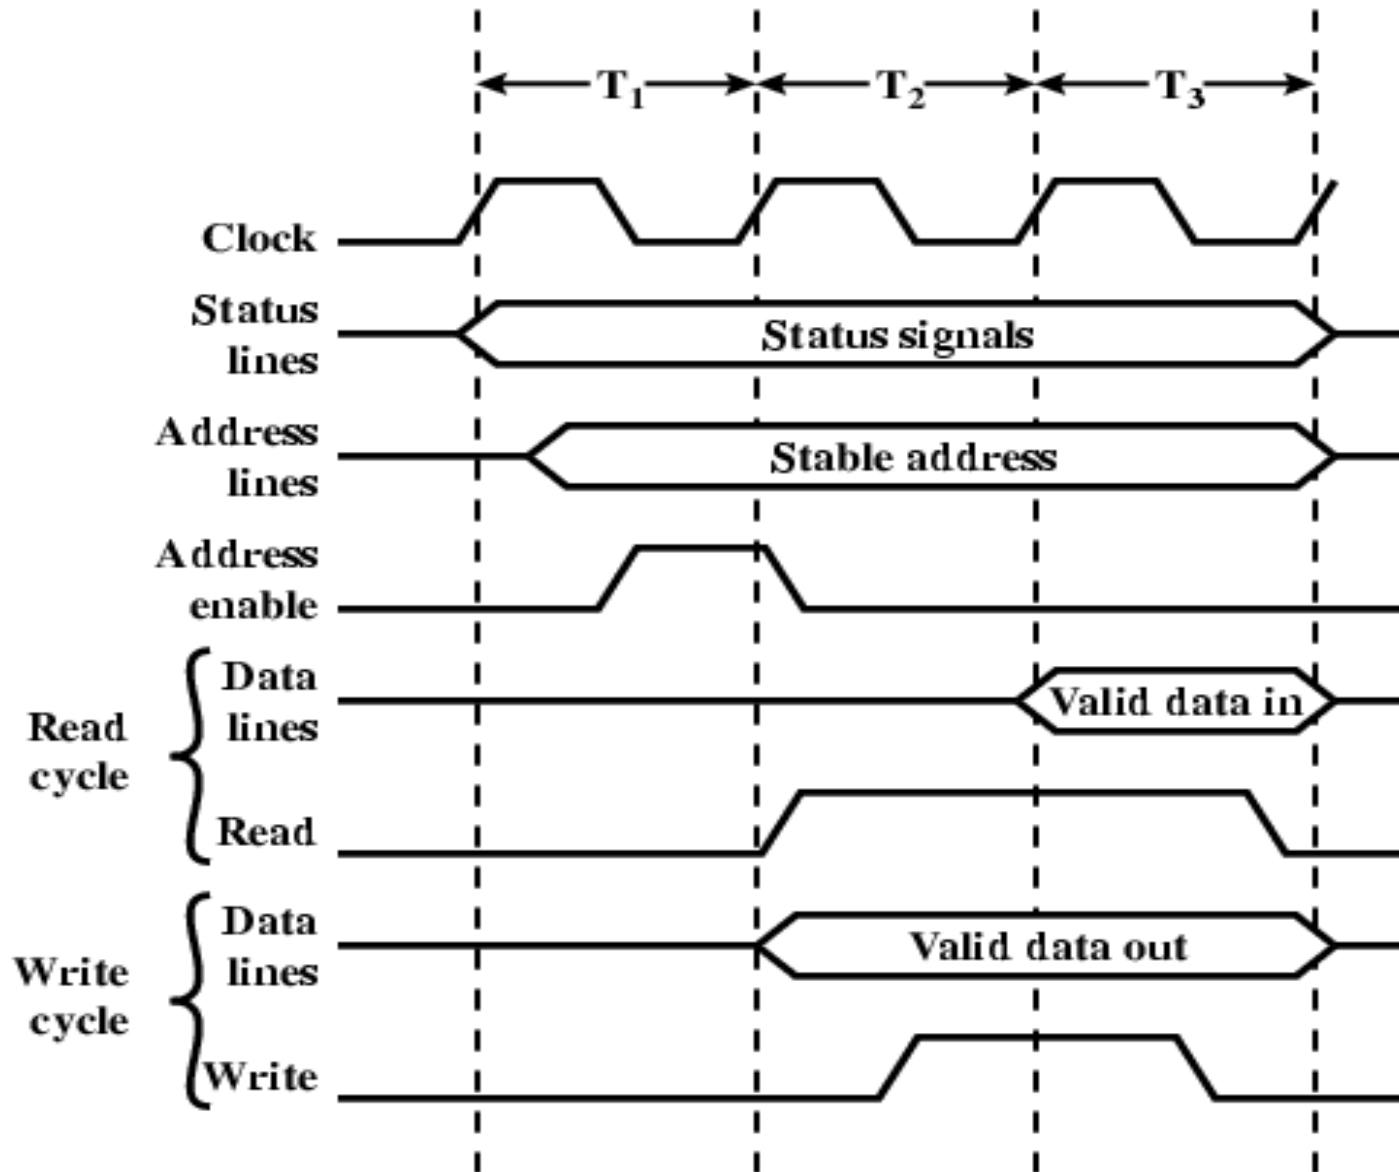 T1 T2 T3
Clock
Status
lines
Status signals
Address
lines
Stable address
Address
enable
Read
cycle
Data
lines
Valid data in
Read
Write
cycle
Data
lines
Valid data out
Write